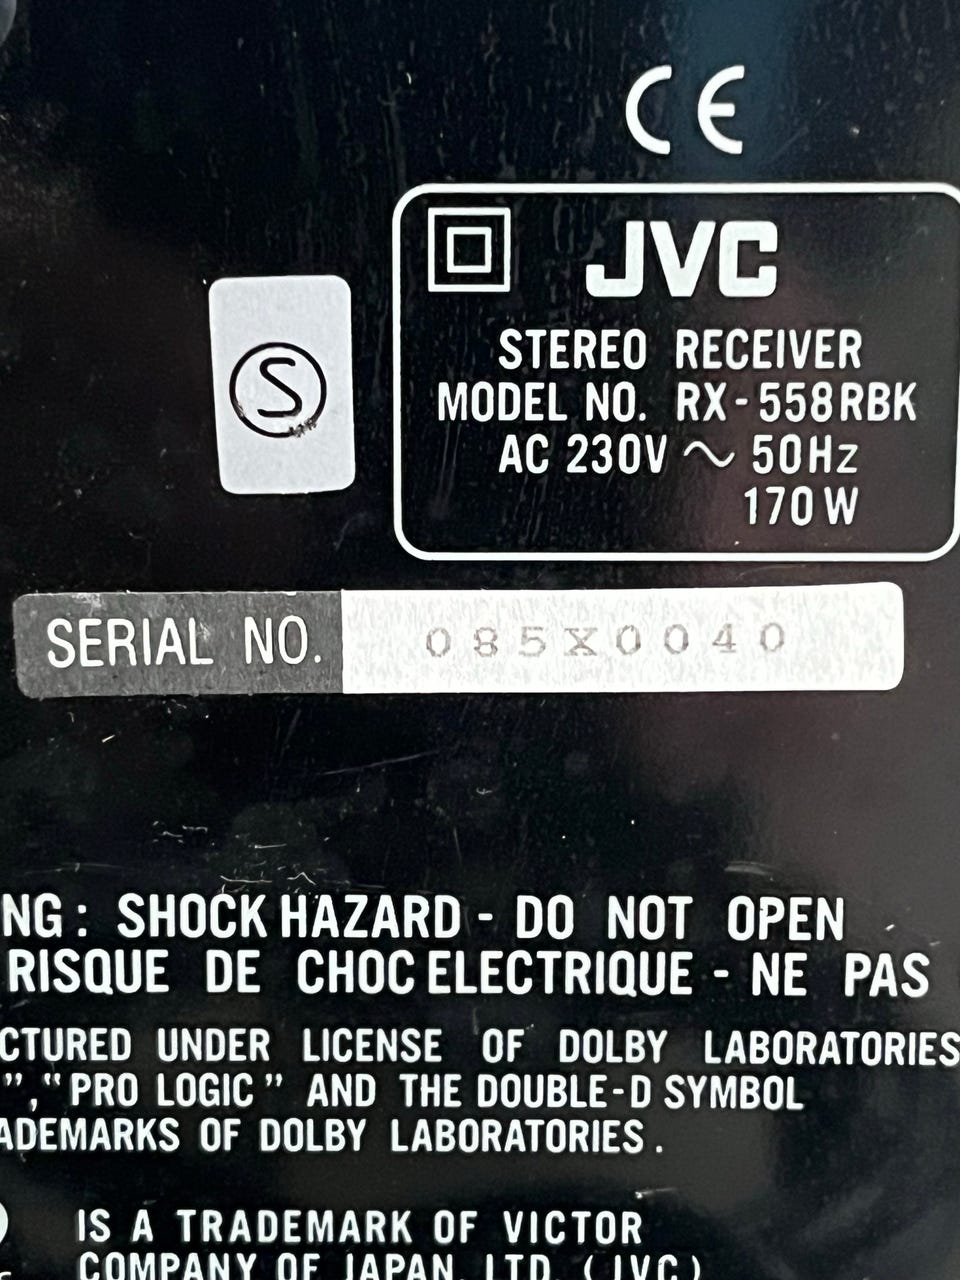 CE
JVC
STEREO RECEIVER
MODEL NO. RX-558RBK
AC 230V ~ 50Hz
170W
S
SERIAL NO. 085X0040
NG: SHOCK HAZARD - DO NOT OPEN
RISQUE DE CHOC ELECTRIQUE - NE PAS
CTURED UNDER LICENSE OF DOLBY LABORATORIES
”, “PRO LOGIC” AND THE DOUBLE-D SYMBOL
ADEMARKS OF DOLBY LABORATORIES.
IS A TRADEMARK OF VICTOR
COMPANY OF JAPAN, LTD. (JVC)